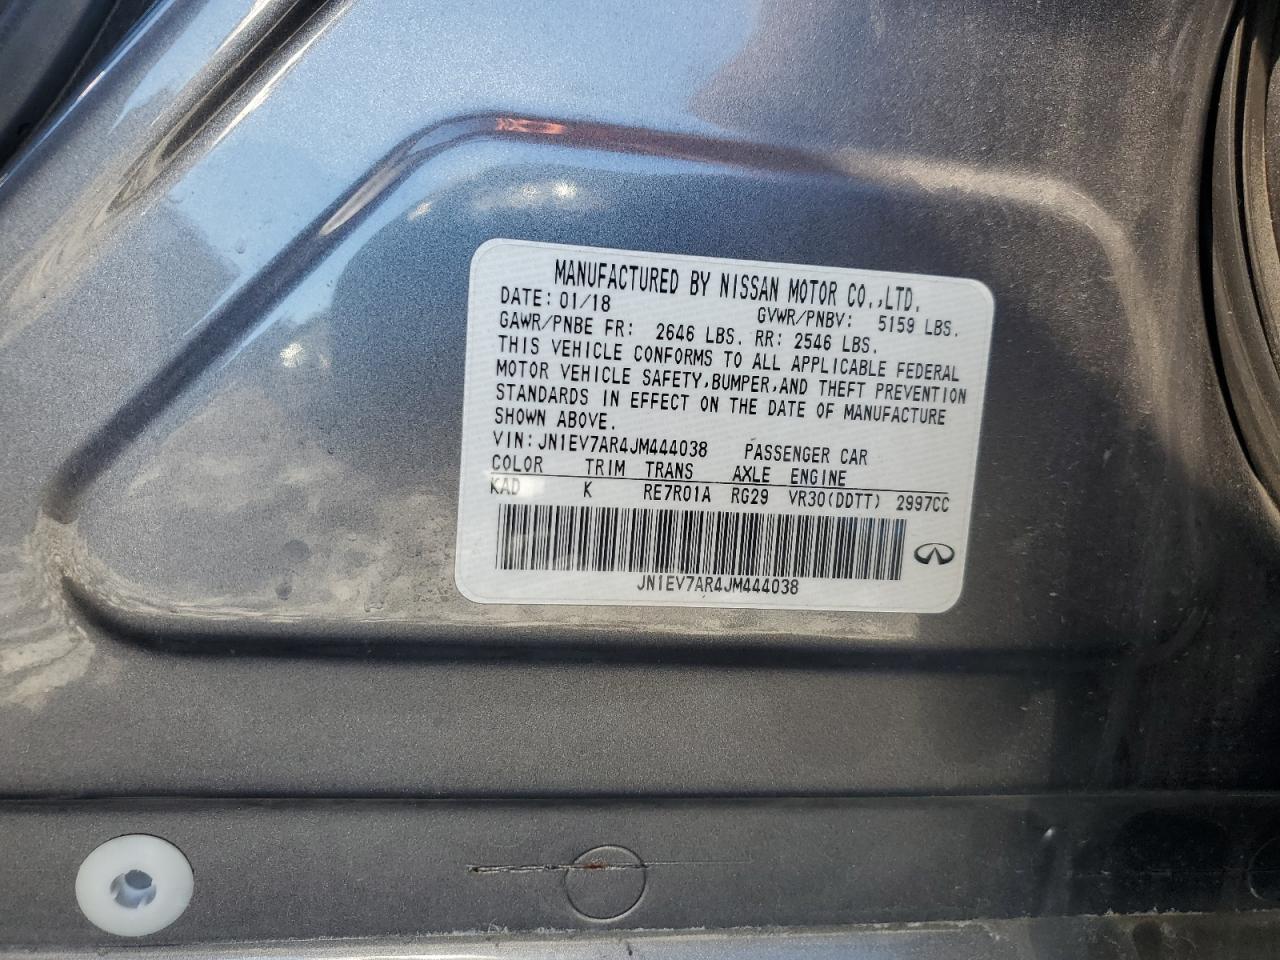 MANUFACTURED BY NISSAN MOTOR CO.,LTD.
DATE: 01/18 GVWR/PNBV: 5159 LBS.
GAWR/PNBE FR: 2646 LBS. RR: 2546 LBS.
THIS VEHICLE CONFORMS TO ALL APPLICABLE FEDERAL
MOTOR VEHICLE SAFETY,BUMPER,AND THEFT PREVENTION
STANDARDS IN EFFECT ON THE DATE OF MANUFACTURE
SHOWN ABOVE.
VIN:JN1EV7AR4JM444038 PASSENGER CAR
COLOR TRIM TRANS AXLE ENGINE
KAD K RE7R01A RG29 VR30(DDTT) 2997CC
JN1EV7AR4JM444038